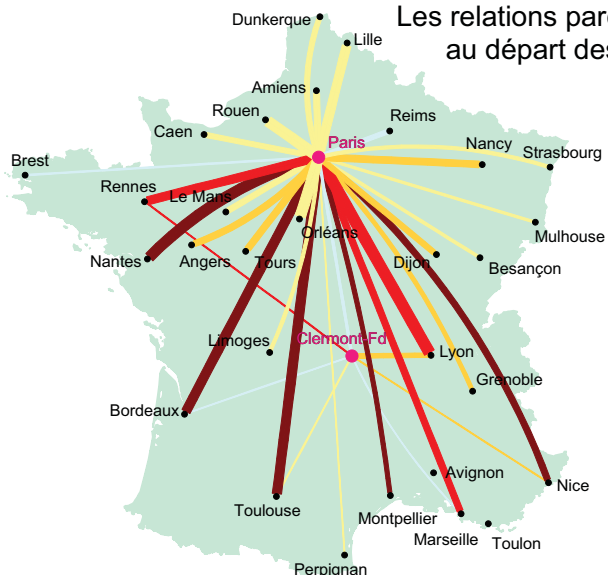 Les relations
au départ des
Dunkerque
Lille
Amiens
Rouen
Reims
Caen
Paris
Nancy
Strasbourg
Brest
Rennes
Le Mans
Orléans
Mulhouse
Nantes
Angers
Tours
Dijon
Besançon
Limoges
Clermont-Fd
Lyon
Grenoble
Bordeaux
Avignon
Nice
Toulouse
Montpellier
Marseille
Toulon
Perpignan